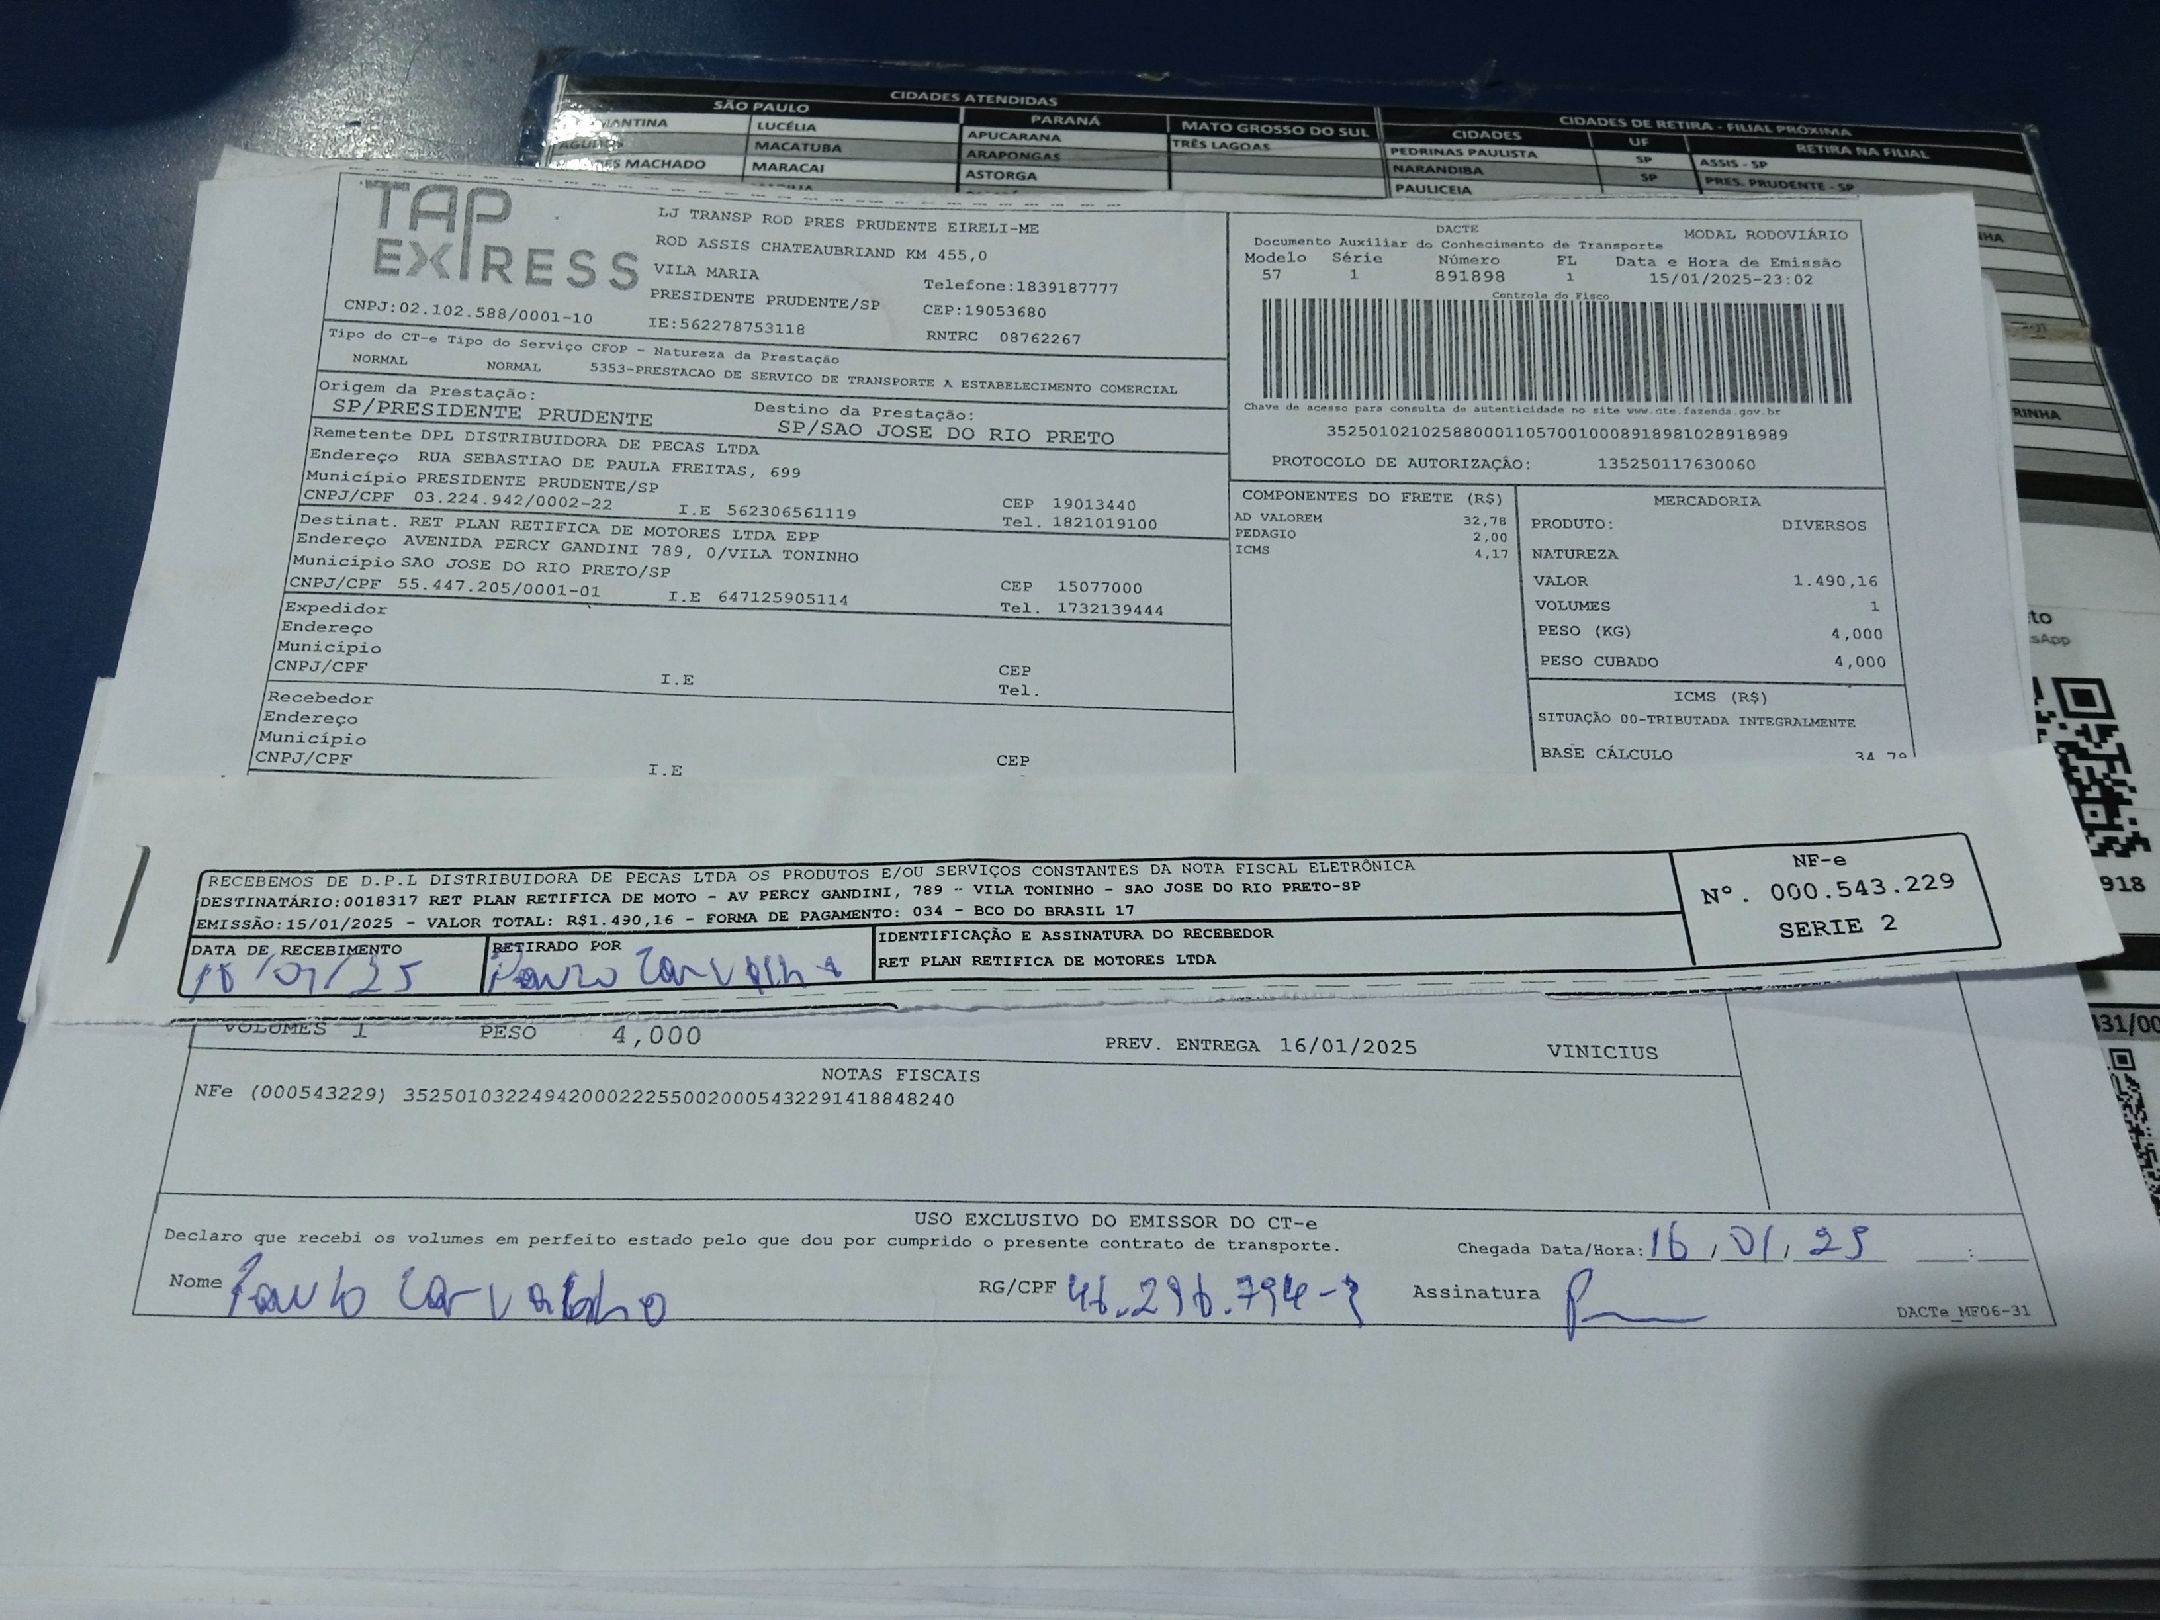 CIDADES ATENDIDAS
SÃO PAULO
PARANÁ
MATO GROSSO DO SUL
LUCÉLIA
APUCARANA
TRÊS LAGOAS
MACATUBA
ARAPONGAS
MACHADO
MARACAI
ASTORGA
CIDADES DE RETIRA - FILIAL PRÓXIMA
CIDADES
UF
RETIRA NA FILIAL
PEDRINAS PAULISTA
SP
ASSIS - SP
NARANDIBA
SP
PRES. PRUDENTE - SP
PAULICEIA
TAP EXPRESS
CNPJ:02.102.588/0001-10
LJ TRANSP ROD PRES PRUDENTE EIRELI-ME
ROD ASSIS CHATEAUBRIAND KM 455,0
VILA MARIA
Telefone:1839187777
PRESIDENTE PRUDENTE/SP
CEP:19053680
IE:562278753118
RNTRC 08762267
DACTE
MODAL RODOVIÁRIO
Documento Auxiliar do Conhecimento de Transporte
Modelo Série Número FL Data e Hora de Emissão
57 1 891898 1 15/01/2025-23:02
Controle do Fisco
Chave de acesso para consulta de autenticidade no site www.cte.fazenda.gov.br
35250102102588000110570010008918981028918989
PROTOCOLO DE AUTORIZAÇÃO: 135250117630060
Tipo do CT-e Tipo do Serviço CFOP - Natureza da Prestação
NORMAL NORMAL 5353-PRESTACAO DE SERVICO DE TRANSPORTE A ESTABELECIMENTO COMERCIAL
Origem da Prestação:
SP/PRESIDENTE PRUDENTE
Destino da Prestação:
SP/SAO JOSE DO RIO PRETO
Remetente DPL DISTRIBUIDORA DE PECAS LTDA
Endereço RUA SEBASTIAO DE PAULA FREITAS, 699
Município PRESIDENTE PRUDENTE/SP
CEP 19013440
CNPJ/CPF 03.224.942/0002-22 I.E 562306561119 Tel. 1821019100
Destinat. RET PLAN RETIFICA DE MOTORES LTDA EPP
Endereço AVENIDA PERCY GANDINI 789, 0/VILA TONINHO
Município SAO JOSE DO RIO PRETO/SP
CEP 15077000
CNPJ/CPF 55.447.205/0001-01 I.E 647125905114 Tel. 1732139444
Expedidor
Endereço
Município
CEP
CNPJ/CPF I.E Tel.
Recebedor
Endereço
Município
CEP
CNPJ/CPF I.E
COMPONENTES DO FRETE (R$)
AD VALOREM 32,78
PEDAGIO 2,00
ICMS 4,17
MERCADORIA
PRODUTO: DIVERSOS
NATUREZA
VALOR 1.490,16
VOLUMES 1
PESO (KG) 4,000
PESO CUBADO 4,000
ICMS (R$)
SITUAÇÃO 00-TRIBUTADA INTEGRALMENTE
BASE CÁLCULO
RECEBEMOS DE D.P.L DISTRIBUIDORA DE PECAS LTDA OS PRODUTOS E/OU SERVIÇOS CONSTANTES DA NOTA FISCAL ELETRÔNICA
DESTINATÁRIO:0018317 RET PLAN RETIFICA DE MOTO - AV PERCY GANDINI, 789 - VILA TONINHO - SAO JOSE DO RIO PRETO-SP
EMISSÃO:15/01/2025 - VALOR TOTAL: R$1.490,16 - FORMA DE PAGAMENTO: 034 - BCO DO BRASIL 17
NF-e
Nº. 000.543.229
SERIE 2
DATA DE RECEBIMENTO
16/01/25
RETIRADO POR
Paulo Carvalho
IDENTIFICAÇÃO E ASSINATURA DO RECEBEDOR
RET PLAN RETIFICA DE MOTORES LTDA
VOLUMES 1 PESO 4,000
PREV. ENTREGA 16/01/2025 VINICIUS
NOTAS FISCAIS
NFe (000543229) 35250103224942000222550020005432291418848240
USO EXCLUSIVO DO EMISSOR DO CT-e
Declaro que recebi os volumes em perfeito estado pelo que dou por cumprido o presente contrato de transporte.
Chegada Data/Hora: 16,01,25
Nome Paulo Carvalho
RG/CPF
Assinatura
DACTe_MF06-31